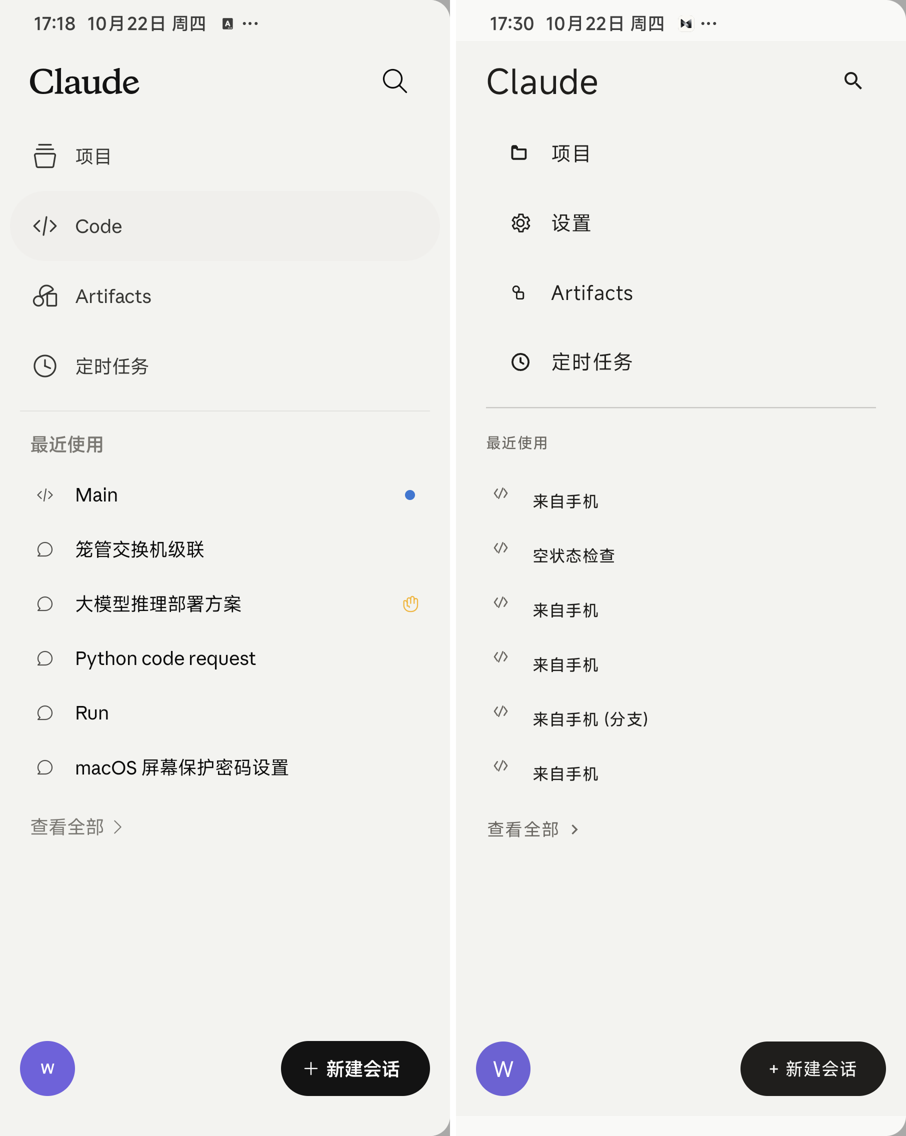 17:18 10月22日 周四 A ···
Claude
项目
Code
Artifacts
定时任务
最近使用
Main
笼管交换机级联
大模型推理部署方案
Python code request
Run
macOS 屏幕保护密码设置
查看全部
W
+ 新建会话
17:30 10月22日 周四 ···
Claude
项目
设置
Artifacts
定时任务
最近使用
来自手机
空状态检查
来自手机
来自手机
来自手机 (分支)
来自手机
查看全部
W
+ 新建会话